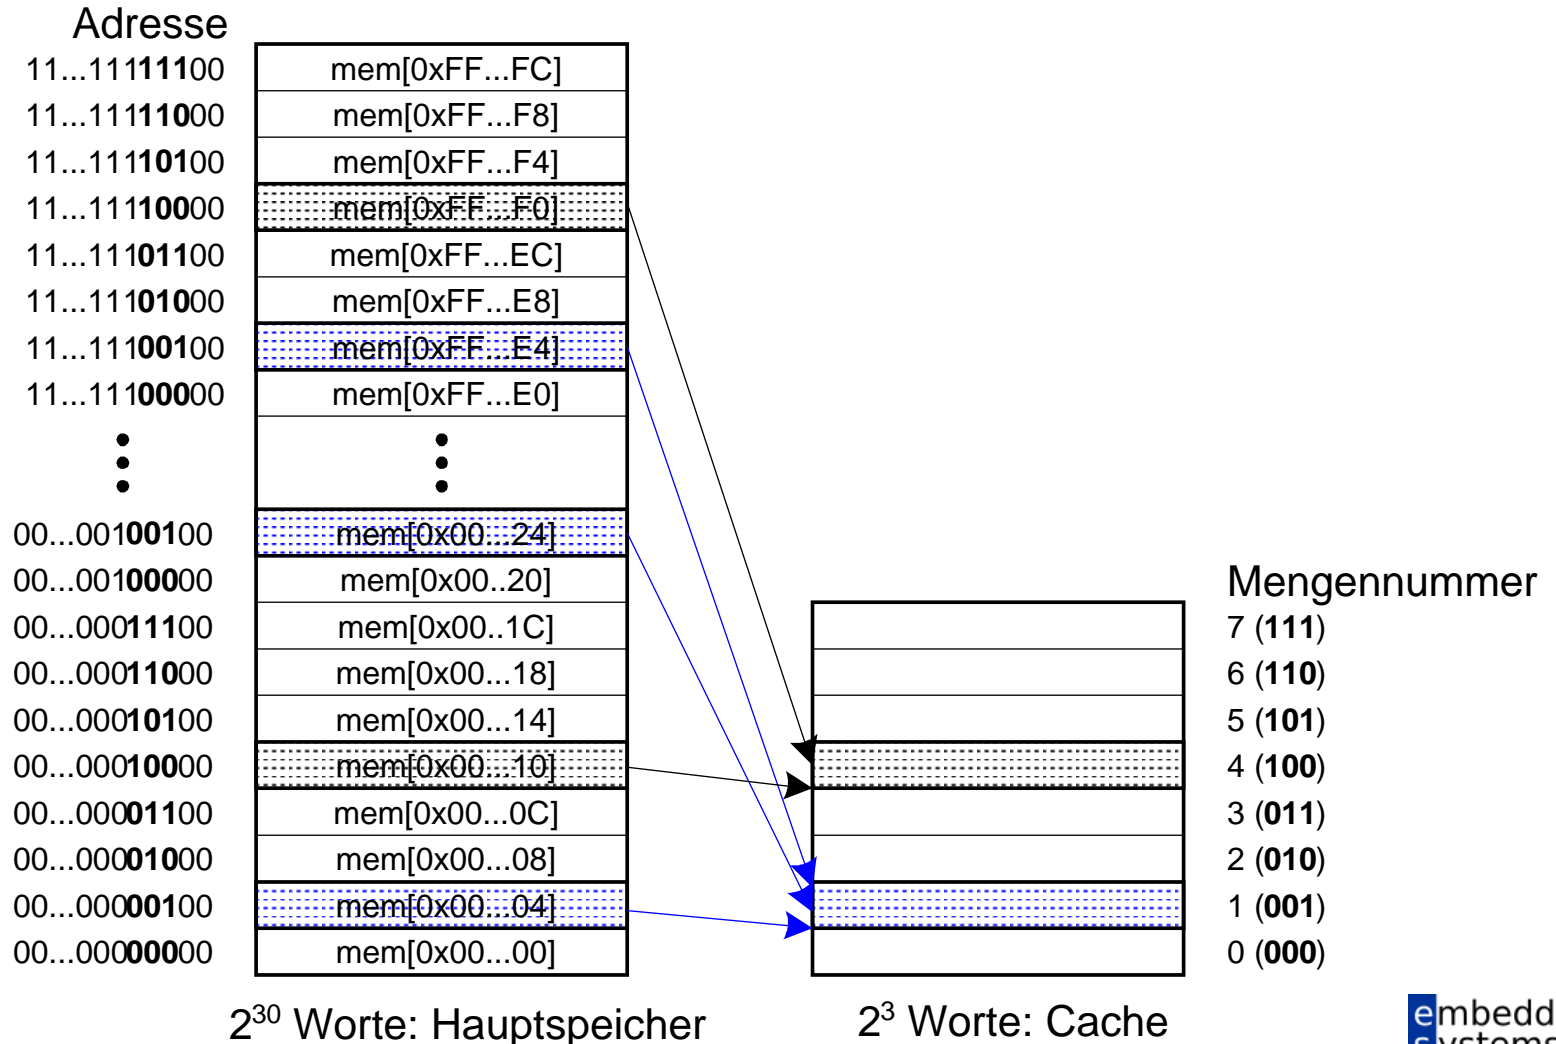 Adresse
11...11111100 mem[0xFF...FC]
11...11111000 mem[0xFF...F8]
11...11110100 mem[0xFF...F4]
11...11110000 mem[0xFF...F0]
11...11101100 mem[0xFF...EC]
11...11101000 mem[0xFF...E8]
11...11100100 mem[0xFF...E4]
11...11100000 mem[0xFF...E0]
00...00100100 mem[0x00...24]
00...00100000 mem[0x00..20]
Mengennummer
00...00011100 mem[0x00..1C] 7 (111)
00...00011000 mem[0x00...18] 6 (110)
00...00010100 mem[0x00...14] 5 (101)
00...00010000 mem[0x00...10] 4 (100)
00...00001100 mem[0x00...0C] 3 (011)
00...00001000 mem[0x00...08] 2 (010)
00...00000100 mem[0x00...04] 1 (001)
00...00000000 mem[0x00...00] 0 (000)
2³⁰ Worte: Hauptspeicher 2³ Worte: Cache
embedd
systems